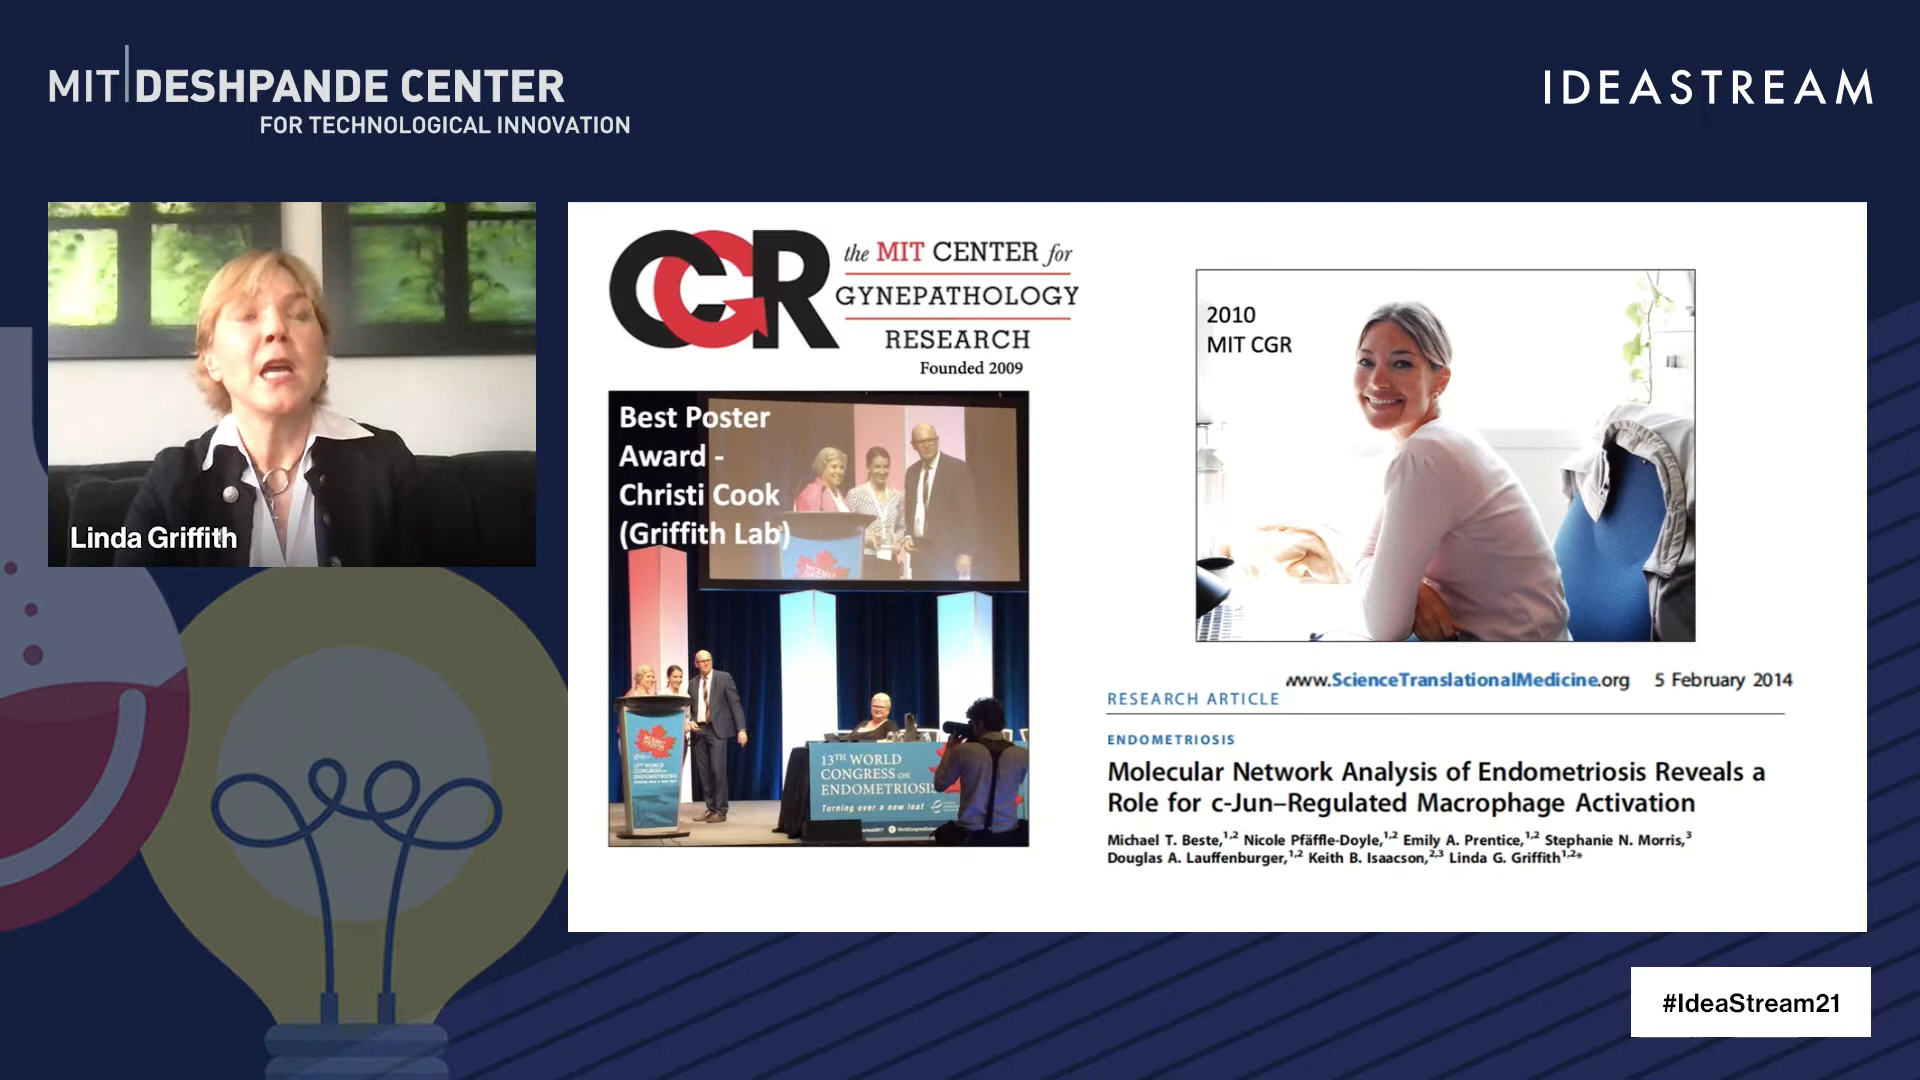 MIT DESHPANDE CENTER
FOR TECHNOLOGICAL INNOVATION
IDEASTREAM
Linda Griffith
CGR
the MIT CENTER for
GYNEPATHOLOGY
RESEARCH
Founded 2009
Best Poster
Award -
Christi Cook
(Griffith Lab)
13TH WORLD
CONGRESS ON
ENDOMETRIOSIS
Turning over a new leaf
2010
MIT CGR
www.ScienceTranslationalMedicine.org 5 February 2014
RESEARCH ARTICLE
ENDOMETRIOSIS
Molecular Network Analysis of Endometriosis Reveals a
Role for c-Jun–Regulated Macrophage Activation
Michael T. Beste,1,2 Nicole Pfäffle-Doyle,1,2 Emily A. Prentice,1,2 Stephanie N. Morris,3
Douglas A. Lauffenburger,1,2 Keith B. Isaacson,2,3 Linda G. Griffith1,2*
#IdeaStream21